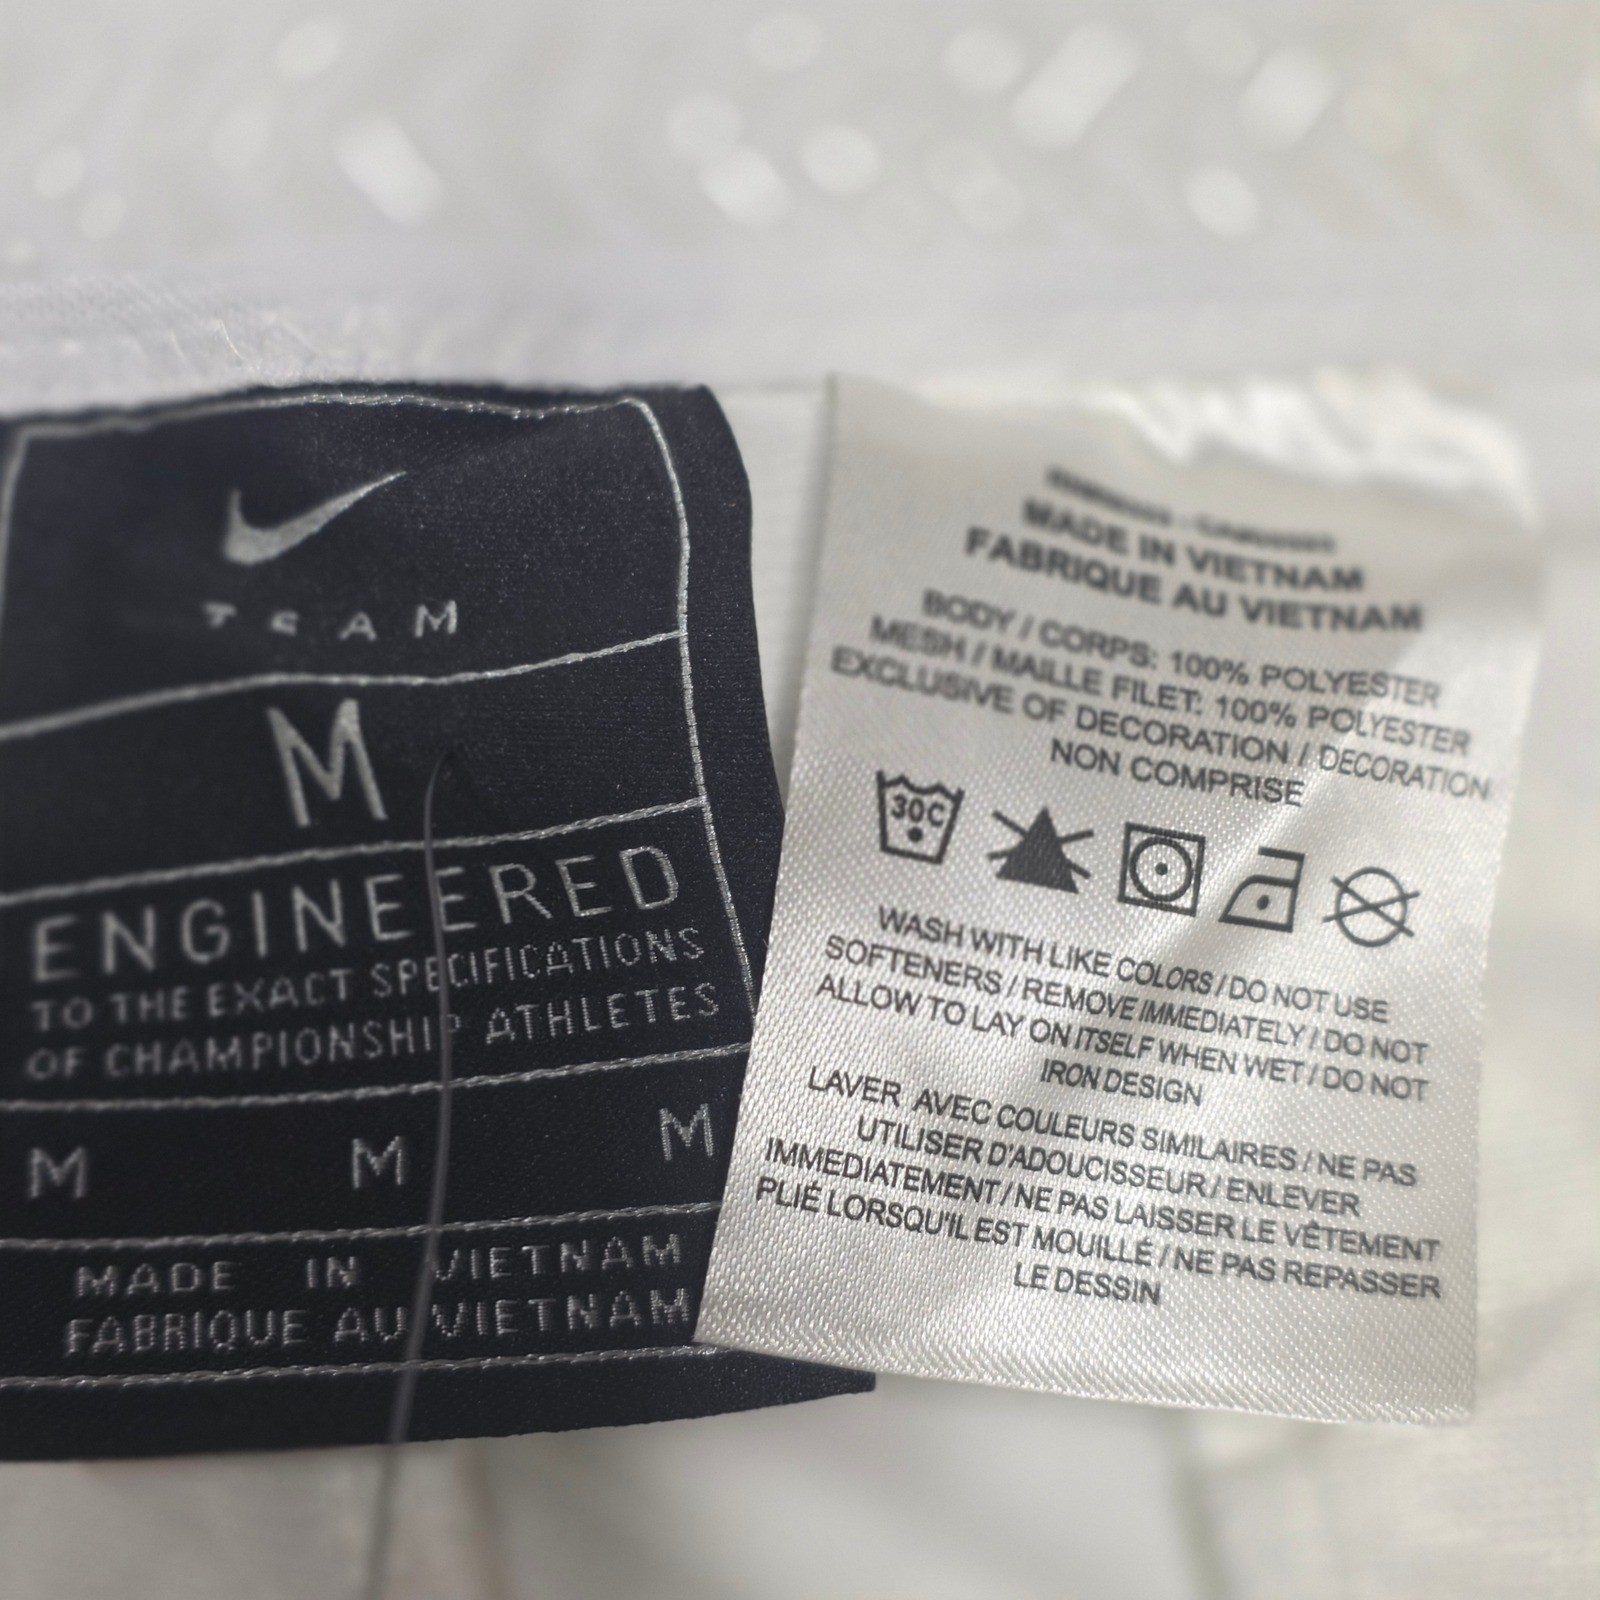 TEAM
M
ENGINEERED
TO THE EXACT SPECIFICATIONS
OF CHAMPIONSHIP ATHLETES
M M M
MADE IN VIETNAM
FABRIQUE AU VIETNAM
MADE IN VIETNAM
FABRIQUE AU VIETNAM
BODY / CORPS: 100% POLYESTER
MESH / MAILLE FILET: 100% POLYESTER
EXCLUSIVE OF DECORATION / DECORATION
NON COMPRISE
30C
WASH WITH LIKE COLORS / DO NOT USE
SOFTENERS / REMOVE IMMEDIATELY / DO NOT
ALLOW TO LAY ON ITSELF WHEN WET / DO NOT
IRON DESIGN
LAVER AVEC COULEURS SIMILAIRES / NE PAS
UTILISER D'ADOUCISSEUR / ENLEVER
IMMEDIATEMENT / NE PAS LAISSER LE VÊTEMENT
PLIÉ LORSQU'IL EST MOUILLÉ / NE PAS REPASSER
LE DESSIN